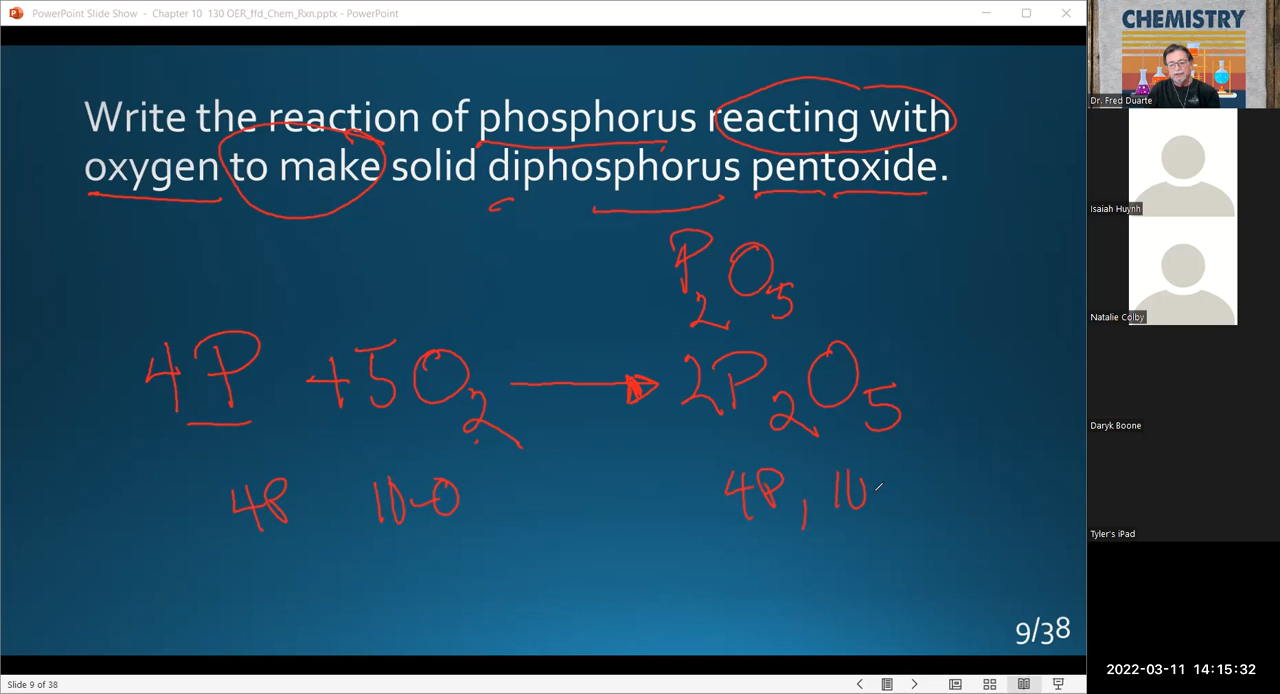 PowerPoint Slide Show - Chapter 10 130 OER_ffd_Chem_Rxn.pptx - PowerPoint
CHEMISTRY
Dr. Fred Duarte
Write the reaction of phosphorus reacting with
oxygen to make solid diphosphorus pentoxide.
Isaiah Huynh
P2O5
Natalie Colby
4P + 5O2 → 2P2O5
Daryk Boone
4P 10-O 4P, 10
Tyler's iPad
9/38
2022-03-11 14:15:32
Slide 9 of 38